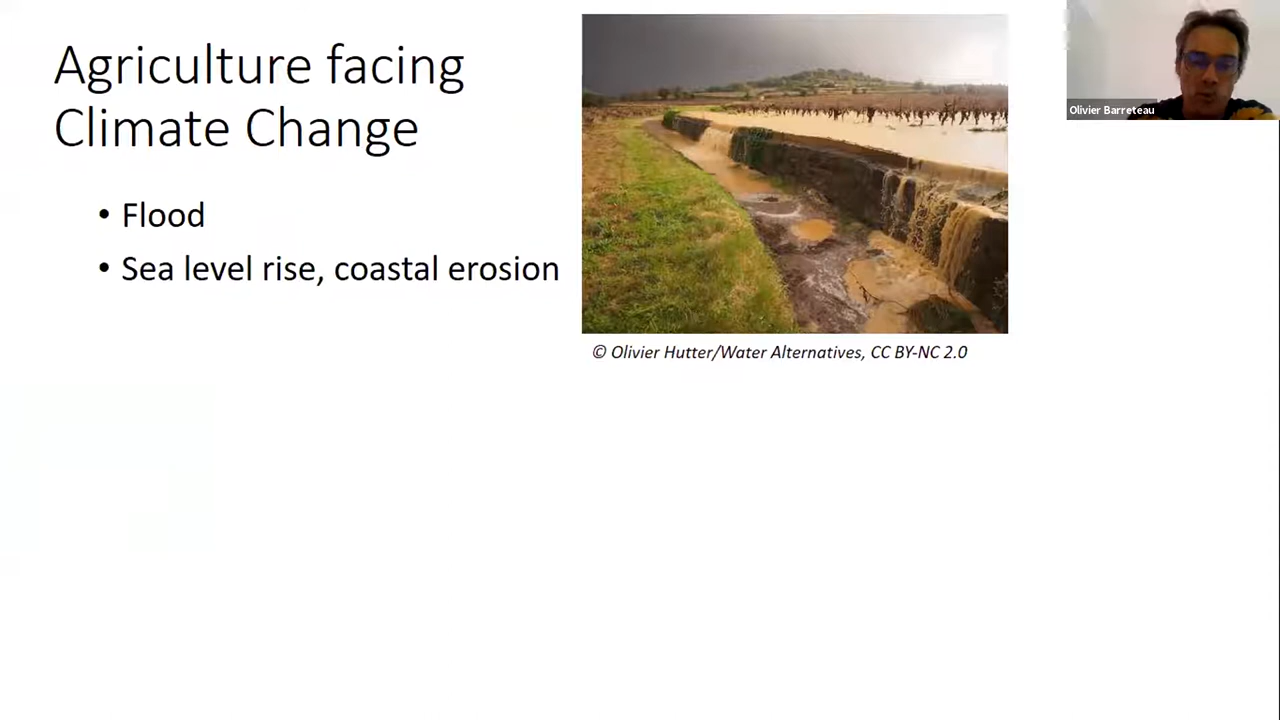 Agriculture facing
Climate Change
• Flood
• Sea level rise, coastal erosion
© Olivier Hutter/Water Alternatives, CC BY-NC 2.0
Olivier Barreteau